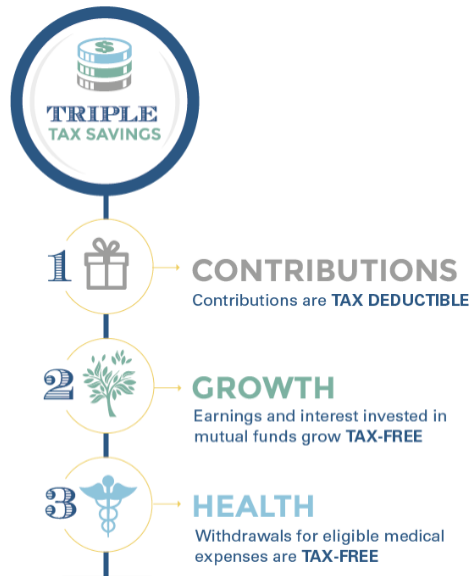 $
TRIPLE
TAX SAVINGS
1
CONTRIBUTIONS
Contributions are TAX DEDUCTIBLE
2
GROWTH
Earnings and interest invested in
mutual funds grow TAX-FREE
3
HEALTH
Withdrawals for eligible medical
expenses are TAX-FREE